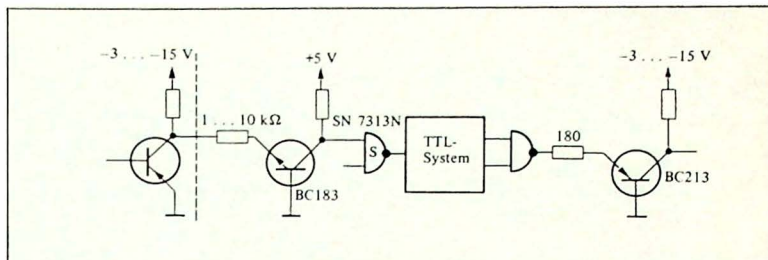 −3 . . . −15 V
+5 V
−3 . . . −15 V
1 . . . 10 kΩ
SN 7313N
S
TTL-
System
180
BC183
BC213